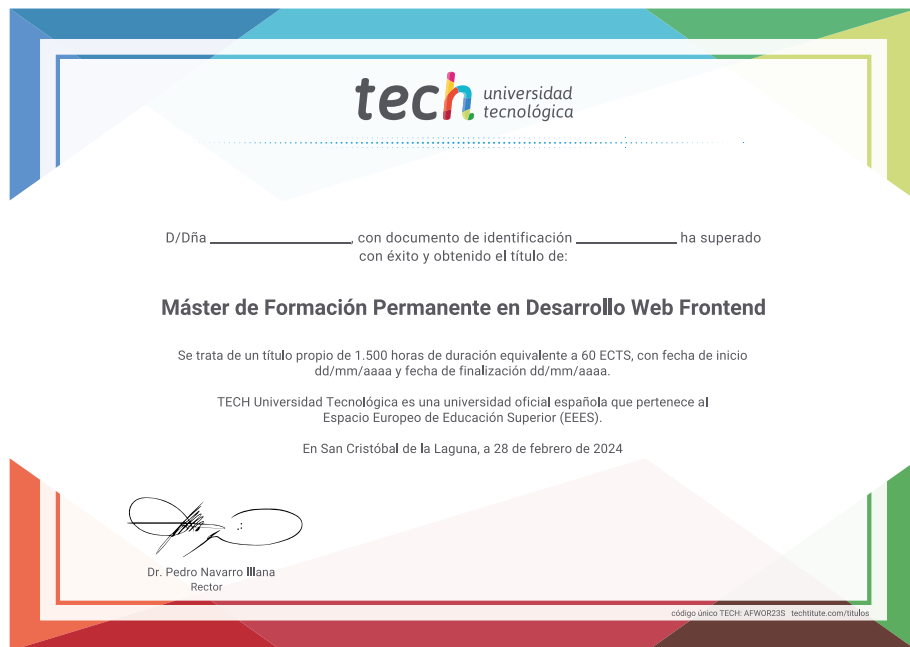 tech universidad
tecnológica
D/Dña ____________________, con documento de identificación ______________ ha superado
con éxito y obtenido el título de:
Máster de Formación Permanente en Desarrollo Web Frontend
Se trata de un título propio de 1.500 horas de duración equivalente a 60 ECTS, con fecha de inicio
dd/mm/aaaa y fecha de finalización dd/mm/aaaa.
TECH Universidad Tecnológica es una universidad oficial española que pertenece al
Espacio Europeo de Educación Superior (EEES).
En San Cristóbal de la Laguna, a 28 de febrero de 2024
Dr. Pedro Navarro Illana
Rector
código único TECH: AFWOR23S techtitute.com/titulos